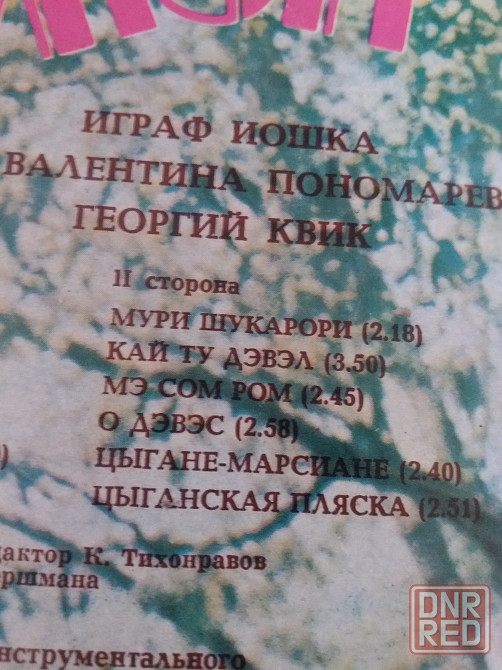 ИГРАФ ИОШКА
ВАЛЕНТИНА ПОНОМАРЕВ
ГЕОРГИЙ КВИК
II сторона
МУРИ ШУКАРОРИ (2.18)
КАЙ ТУ ДЭВЭЛ (3.50)
МЭ СОМ РОМ (2.45)
О ДЭВЭС (2.58)
)
ЦЫГАНЕ-МАРСИАНЕ (2.40)
ЦЫГАНСКАЯ ПЛЯСКА (2.51)
дактор К. Тихонравов
ершмана
нструментального
DNR
RED